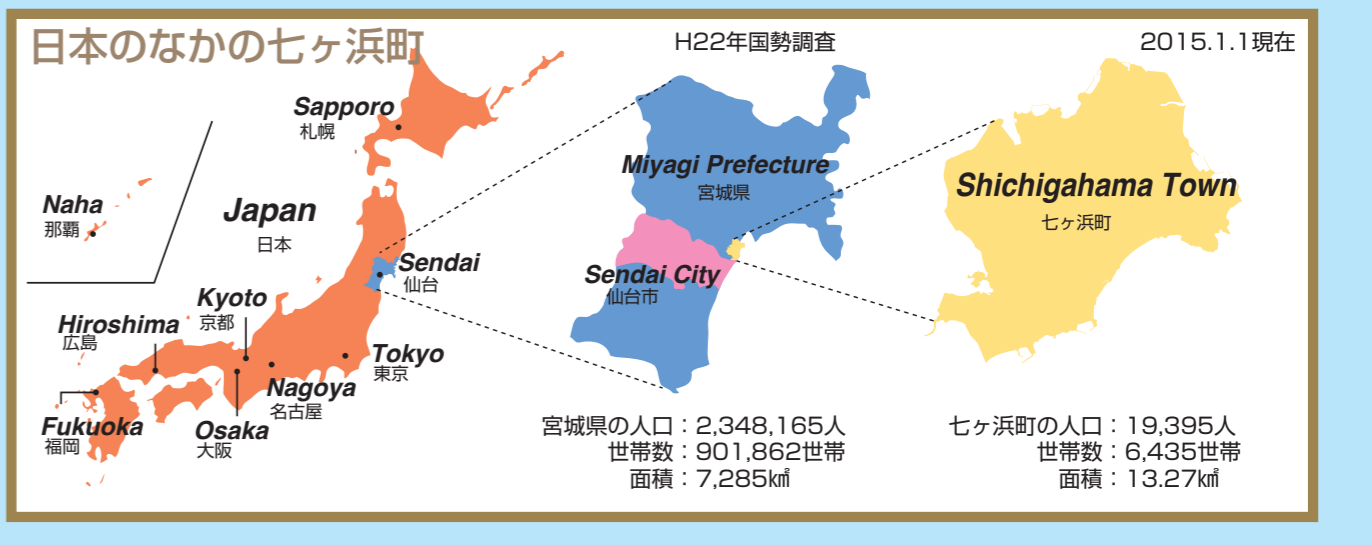 日本のなかの七ヶ浜町
H22年国勢調査
2015.1.1現在
Sapporo
札幌
Naha
那覇
Japan
日本
Sendai
仙台
Kyoto
京都
Hiroshima
広島
Tokyo
東京
Nagoya
名古屋
Fukuoka
福岡
Osaka
大阪
Miyagi Prefecture
宮城県
Sendai City
仙台市
Shichigahama Town
七ヶ浜町
宮城県の人口：2,348,165人
世帯数：901,862世帯
面積：7,285㎢
七ヶ浜町の人口：19,395人
世帯数：6,435世帯
面積：13.27㎢